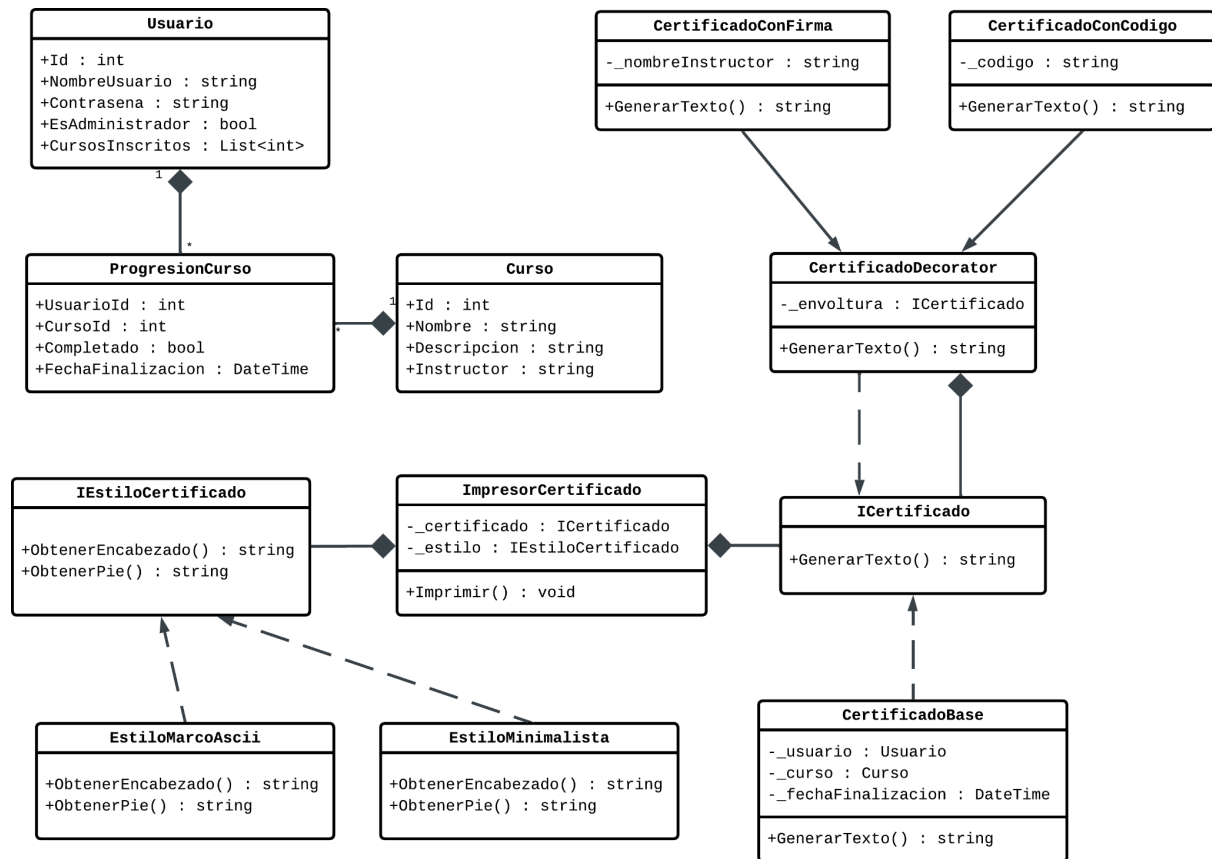 Usuario
+Id : int
+NombreUsuario : string
+Contrasena : string
+EsAdministrador : bool
+CursosInscritos : List<int>
1
*
CertificadoConFirma
-_nombreInstructor : string
+GenerarTexto() : string
CertificadoConCodigo
-_codigo : string
+GenerarTexto() : string
ProgresionCurso
+UsuarioId : int
+CursoId : int
+Completado : bool
+FechaFinalizacion : DateTime
*
1
Curso
+Id : int
+Nombre : string
+Descripcion : string
+Instructor : string
CertificadoDecorator
-_envoltura : ICertificado
+GenerarTexto() : string
IEstiloCertificado
+ObtenerEncabezado() : string
+ObtenerPie() : string
ImpresorCertificado
-_certificado : ICertificado
-_estilo : IEstiloCertificado
+Imprimir() : void
ICertificado
+GenerarTexto() : string
EstiloMarcoAscii
+ObtenerEncabezado() : string
+ObtenerPie() : string
EstiloMinimalista
+ObtenerEncabezado() : string
+ObtenerPie() : string
CertificadoBase
-_usuario : Usuario
-_curso : Curso
-_fechaFinalizacion : DateTime
+GenerarTexto() : string